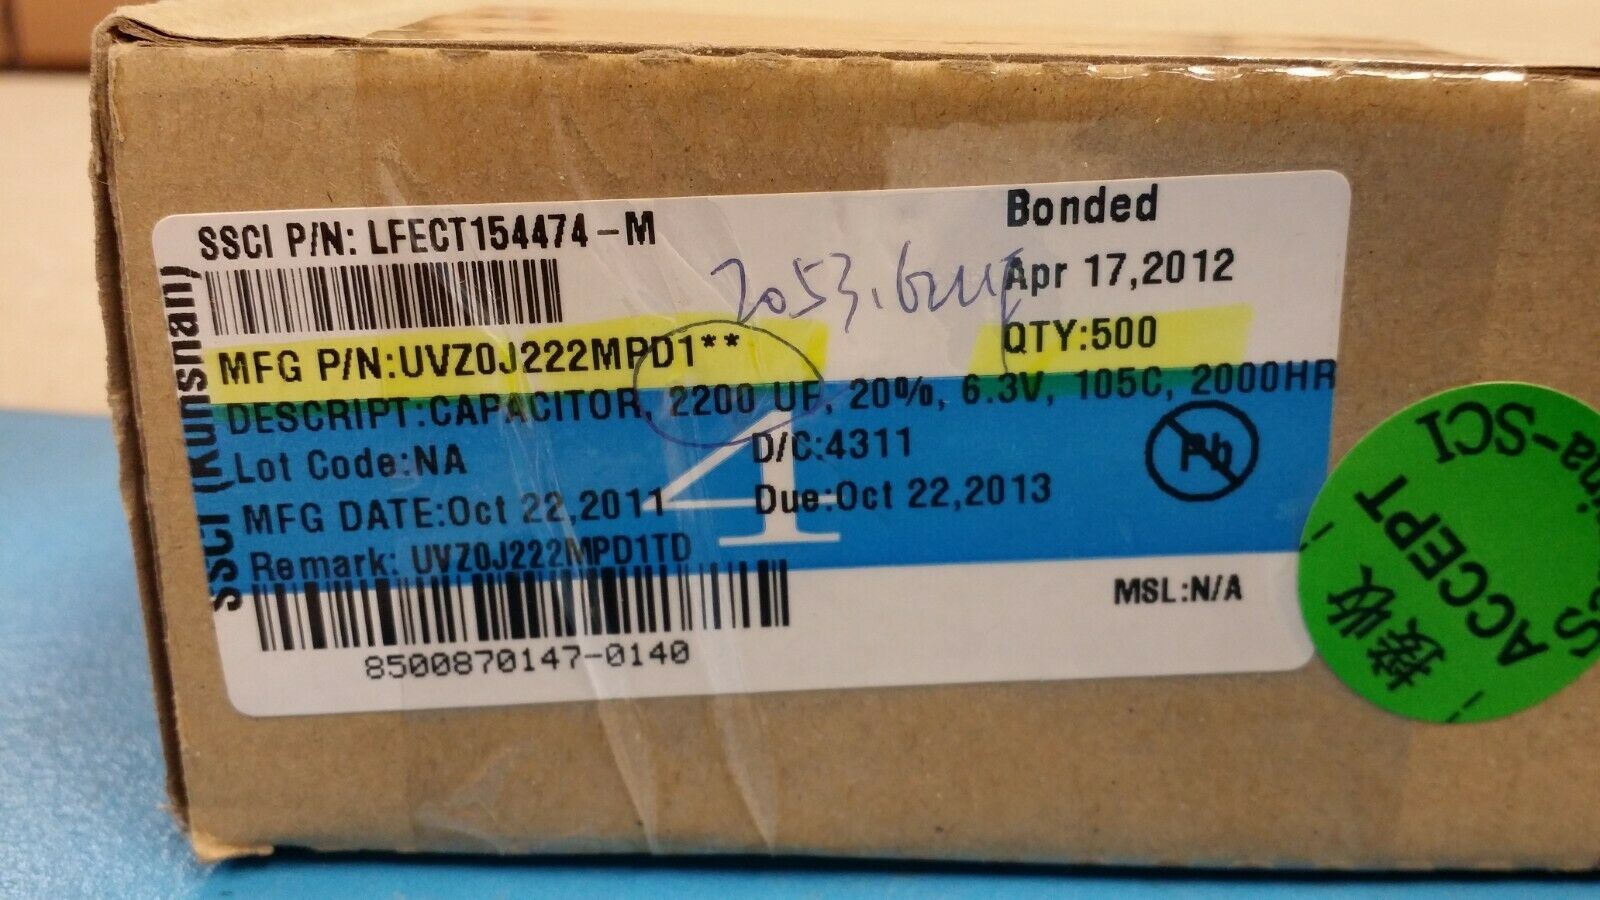 SSCI P/N: LFECT154474-M
Bonded
Apr 17,2012
MFG P/N:UVZ0J222MPD1**
QTY:500
DESCRIPT:CAPACITOR, 2200 UF, 20%, 6.3V, 105C, 2000HR
Lot Code:NA
D/C:4311
MFG DATE:Oct 22,2011
Due:Oct 22,2013
Remark: UVZ0J222MPD1TD
4
Pb
MSL:N/A
8500870147-0140
SSCI (Kunshan)
接收
ACCEPT